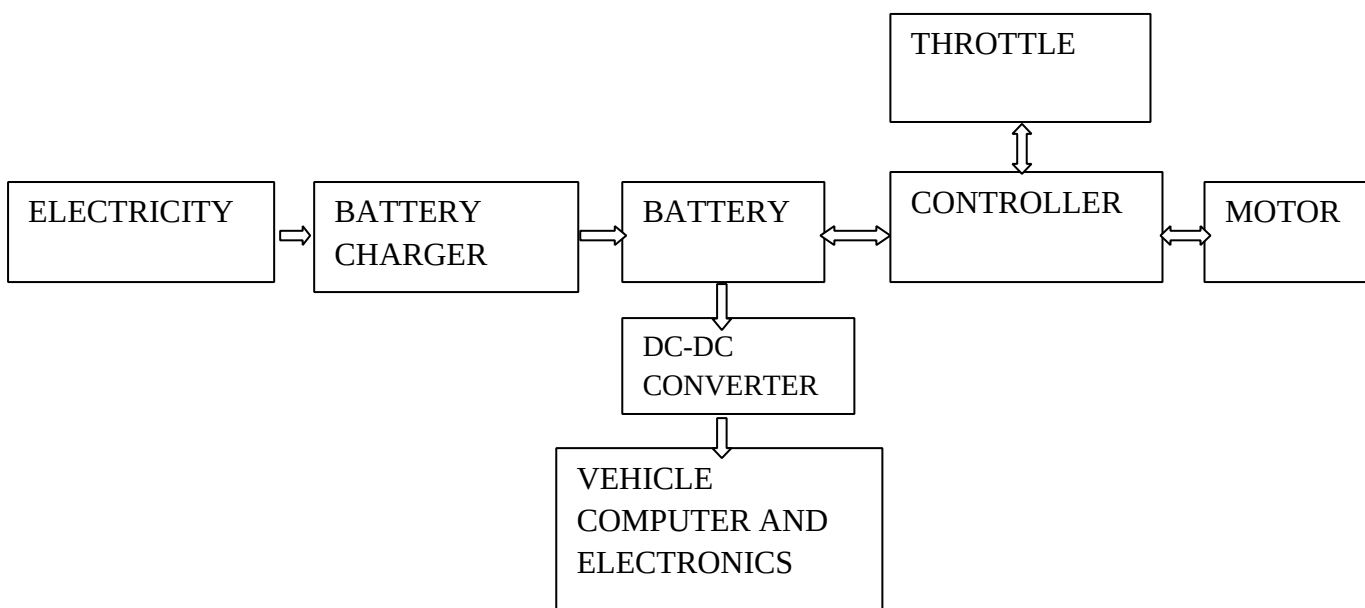 THROTTLE
ELECTRICITY
BATTERY
CHARGER
BATTERY
CONTROLLER
MOTOR
DC-DC
CONVERTER
VEHICLE
COMPUTER AND
ELECTRONICS